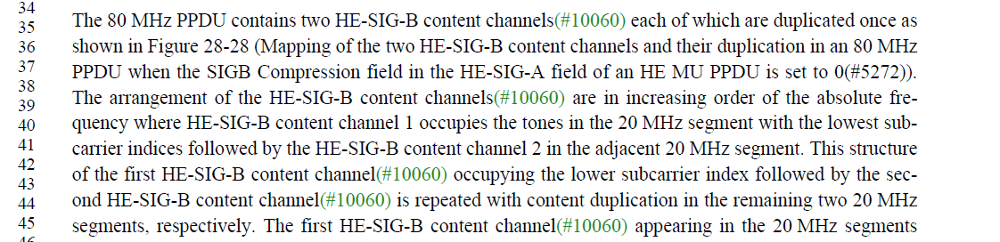 34
35 The 80 MHz PPDU contains two HE-SIG-B content channels(#10060) each of which are duplicated once as
36 shown in Figure 28-28 (Mapping of the two HE-SIG-B content channels and their duplication in an 80 MHz
37 PPDU when the SIGB Compression field in the HE-SIG-A field of an HE MU PPDU is set to 0(#5272)).
38
39 The arrangement of the HE-SIG-B content channels(#10060) are in increasing order of the absolute fre-
40 quency where HE-SIG-B content channel 1 occupies the tones in the 20 MHz segment with the lowest sub-
41 carrier indices followed by the HE-SIG-B content channel 2 in the adjacent 20 MHz segment. This structure
42
43 of the first HE-SIG-B content channel(#10060) occupying the lower subcarrier index followed by the sec-
44 ond HE-SIG-B content channel(#10060) is repeated with content duplication in the remaining two 20 MHz
45 segments, respectively. The first HE-SIG-B content channel(#10060) appearing in the 20 MHz segments